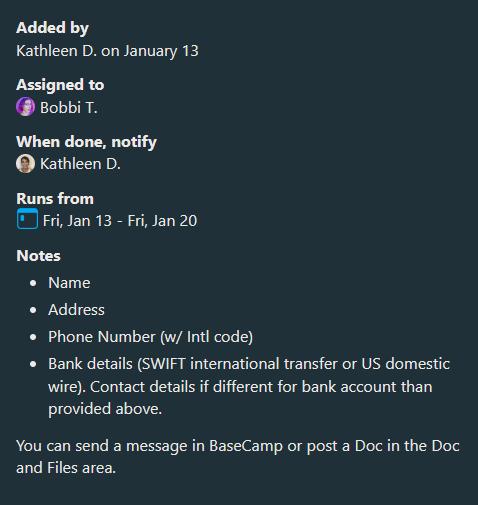 Added by
Kathleen D. on January 13
Assigned to
Bobbi T.
When done, notify
Kathleen D.
Runs from
Fri, Jan 13 - Fri, Jan 20
Notes
• Name
• Address
• Phone Number (w/ Intl code)
• Bank details (SWIFT international transfer or US domestic
wire). Contact details if different for bank account than
provided above.
You can send a message in BaseCamp or post a Doc in the Doc
and Files area.